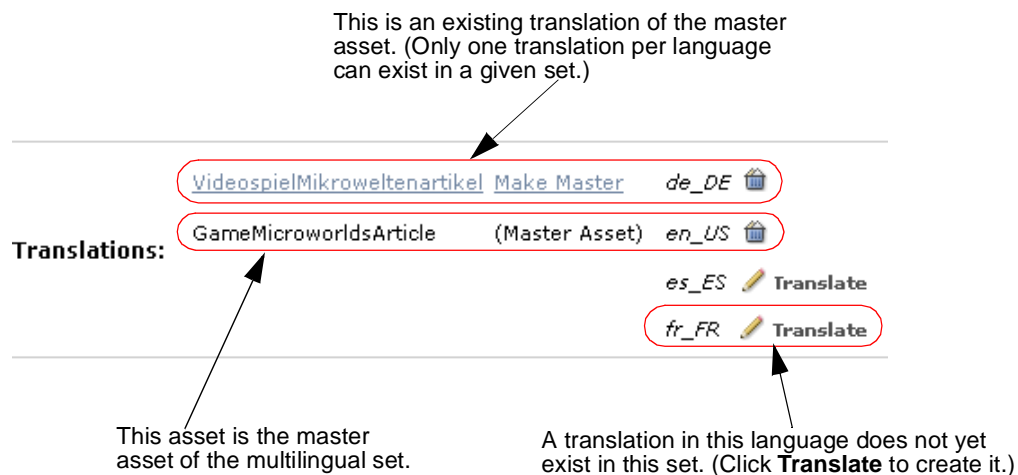 This is an existing translation of the master
asset. (Only one translation per language
can exist in a given set.)
VideospielMikroweltenartikel Make Master de_DE
Translations:
GameMicroworldsArticle (Master Asset) en_US
es_ES Translate
fr_FR Translate
This asset is the master
asset of the multilingual set.
A translation in this language does not yet
exist in this set. (Click Translate to create it.)